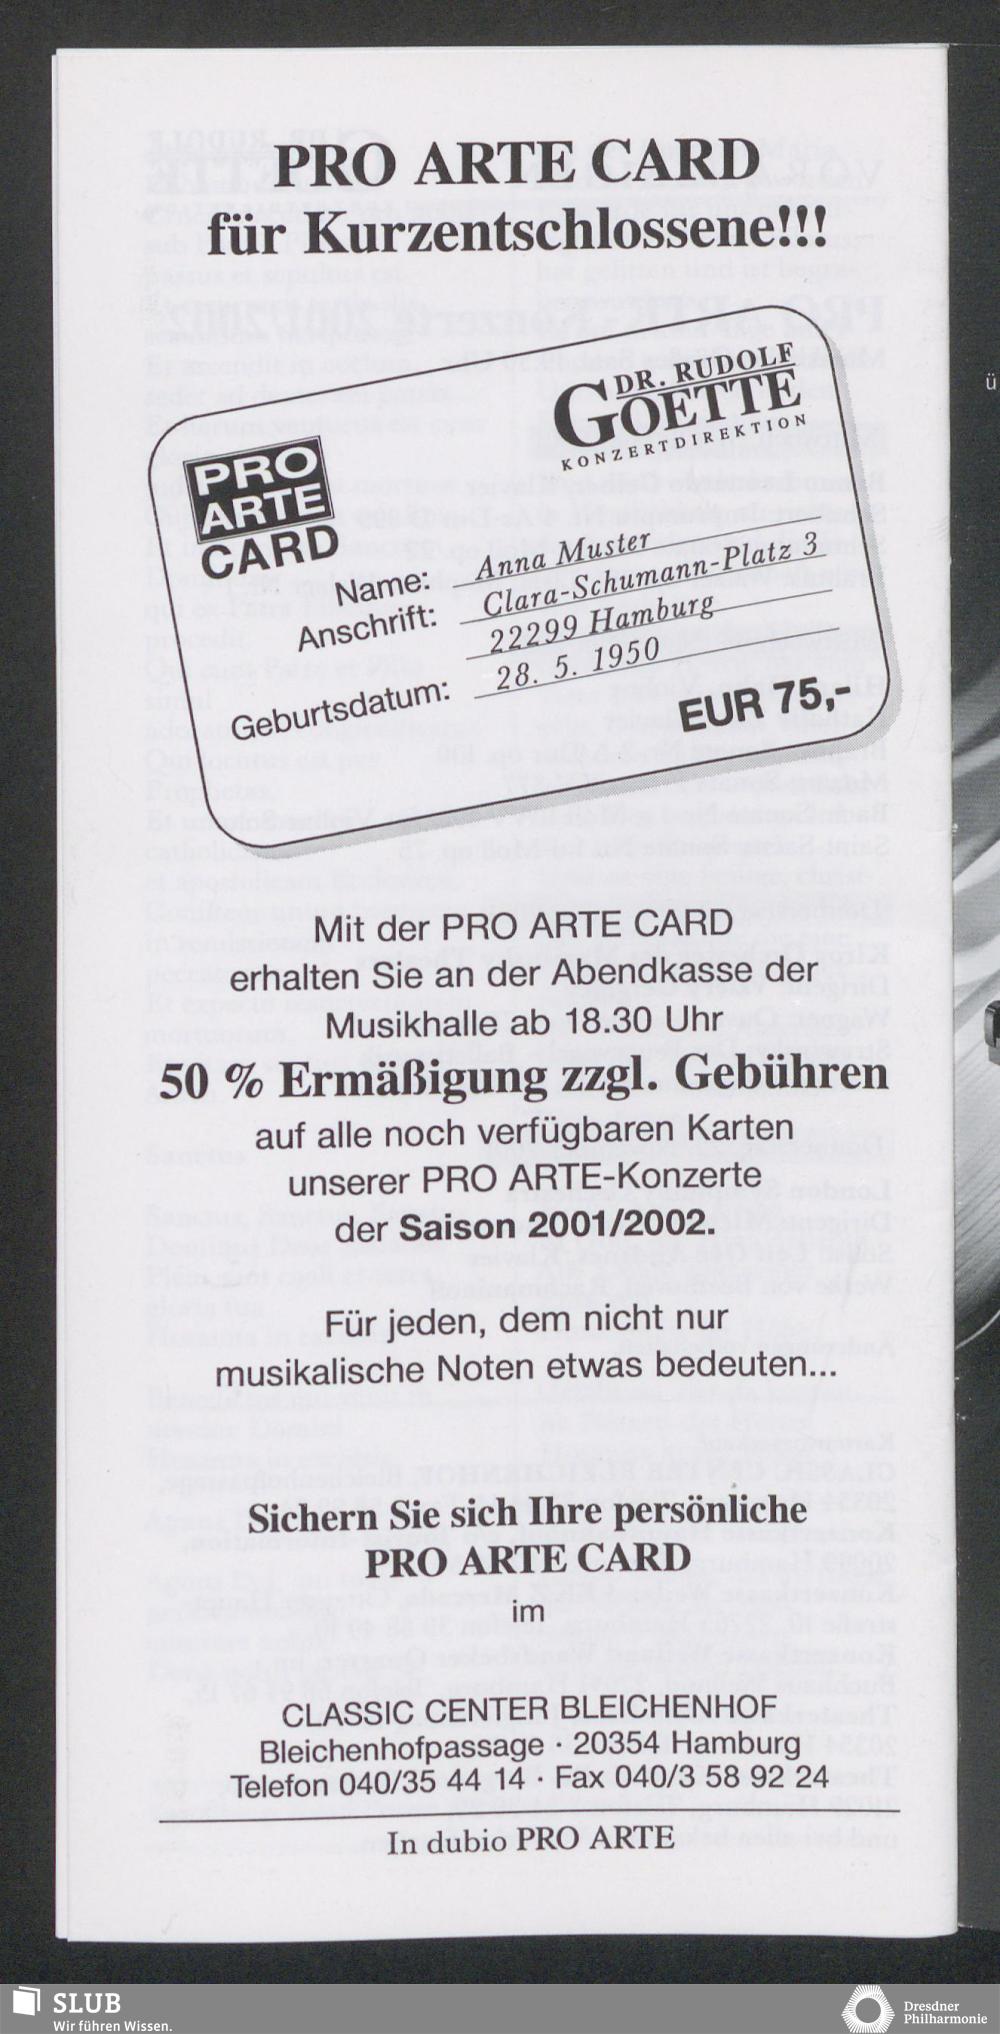 PRO ARTE CARD
für Kurzentschlossene!!!
DR. RUDOLF
GOETTE
KONZERTDIREKTION
PRO
ARTE
CARD
Name: Anna Muster
Anschrift: Clara-Schumann-Platz 3
22299 Hamburg
Geburtsdatum: 28. 5. 1950
EUR 75,-
Mit der PRO ARTE CARD
erhalten Sie an der Abendkasse der
Musikhalle ab 18.30 Uhr
50 % Ermäßigung zzgl. Gebühren
auf alle noch verfügbaren Karten
unserer PRO ARTE-Konzerte
der Saison 2001/2002.
Für jeden, dem nicht nur
musikalische Noten etwas bedeuten...
Sichern Sie sich Ihre persönliche
PRO ARTE CARD
im
CLASSIC CENTER BLEICHENHOF
Bleichenhofpassage · 20354 Hamburg
Telefon 040/35 44 14 · Fax 040/3 58 92 24
In dubio PRO ARTE
ü
SLUB
Wir führen Wissen.
Dresdner
Philharmonie